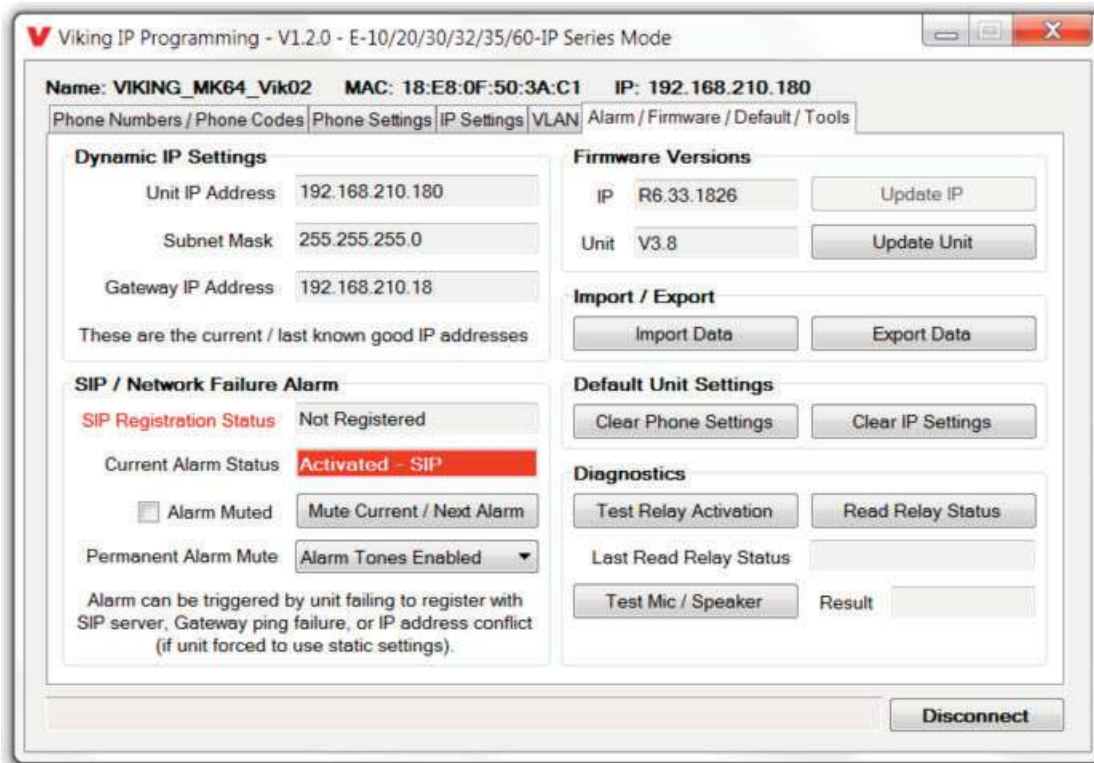 Viking IP Programming - V1.2.0 - E-10/20/30/32/35/60-IP Series Mode
Name: VIKING_MK64_Vik02 MAC: 18:E8:0F:50:3A:C1 IP: 192.168.210.180
Phone Numbers / Phone Codes Phone Settings IP Settings VLAN Alarm / Firmware / Default / Tools
Dynamic IP Settings
Unit IP Address 192.168.210.180
Subnet Mask 255.255.255.0
Gateway IP Address 192.168.210.18
These are the current / last known good IP addresses
SIP / Network Failure Alarm
SIP Registration Status Not Registered
Current Alarm Status Activated - SIP
Alarm Muted Mute Current / Next Alarm
Permanent Alarm Mute Alarm Tones Enabled
Alarm can be triggered by unit failing to register with
SIP server, Gateway ping failure, or IP address conflict
(if unit forced to use static settings).
Firmware Versions
IP R6.33.1826 Update IP
Unit V3.8 Update Unit
Import / Export
Import Data Export Data
Default Unit Settings
Clear Phone Settings Clear IP Settings
Diagnostics
Test Relay Activation Read Relay Status
Last Read Relay Status
Test Mic / Speaker Result
Disconnect